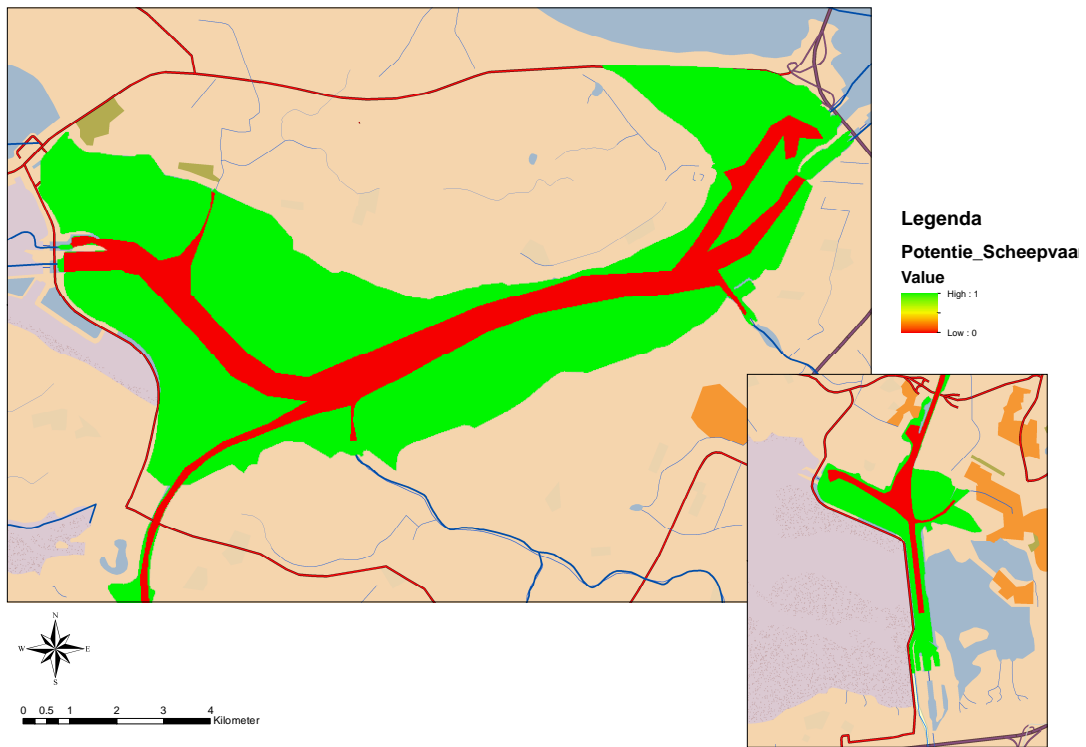 Legenda
Potentie_Scheepvaar
Value
High : 1
Low : 0
N
W E
S
0 0.5 1 2 3 4
Kilometer